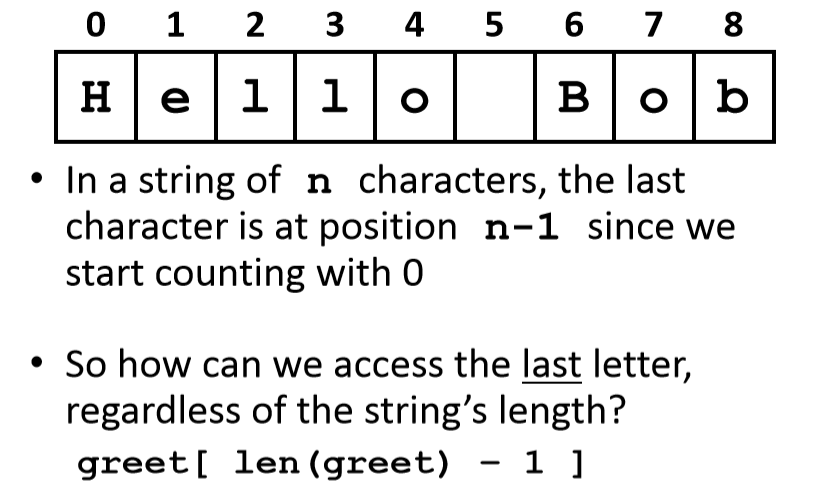 0 1 2 3 4 5 6 7 8
H e l l o B o b
• In a string of n characters, the last
character is at position n-1 since we
start counting with 0
• So how can we access the last letter,
regardless of the string’s length?
greet[ len(greet) - 1 ]